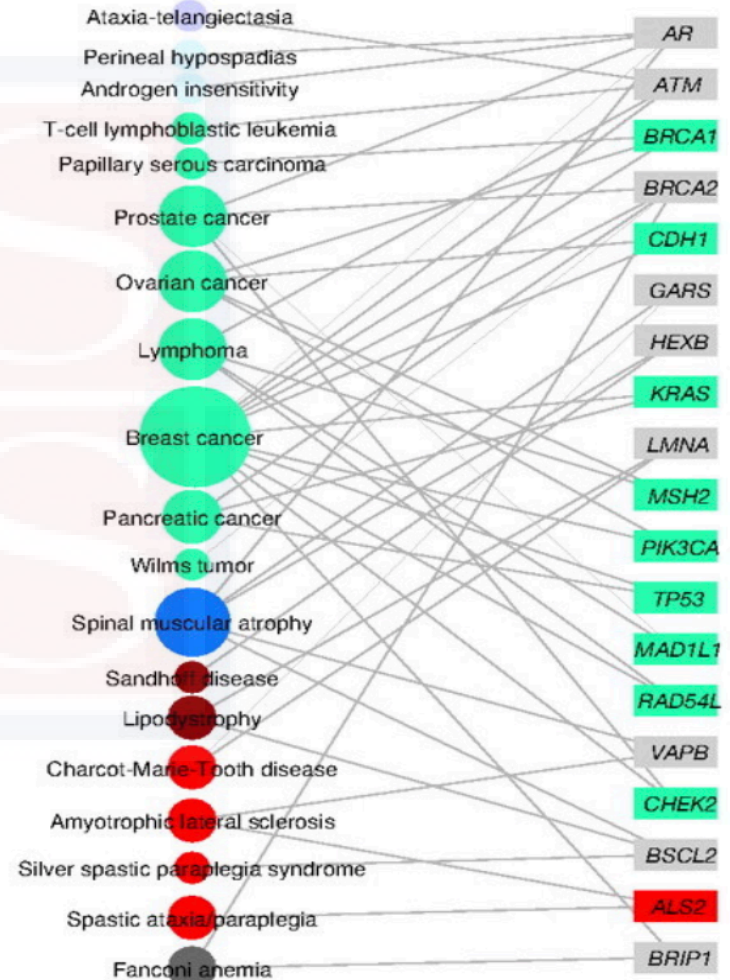 Ataxia-telangiectasia
Perineal hypospadias
Androgen insensitivity
T-cell lymphoblastic leukemia
Papillary serous carcinoma
Prostate cancer
Ovarian cancer
Lymphoma
Breast cancer
Pancreatic cancer
Wilms tumor
Spinal muscular atrophy
Sandhoff disease
Lipodystrophy
Charcot-Marie-Tooth disease
Amyotrophic lateral sclerosis
Silver spastic paraplegia syndrome
Spastic ataxia/paraplegia
Fanconi anemia
AR
ATM
BRCA1
BRCA2
CDH1
GARS
HEXB
KRAS
LMNA
MSH2
PIK3CA
TP53
MAD1L1
RAD54L
VAPB
CHEK2
BSCL2
ALS2
BRIP1